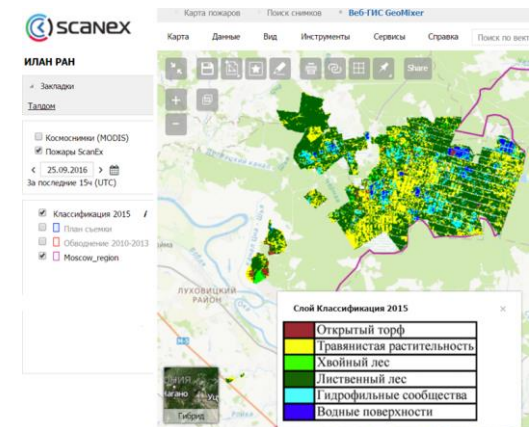 scanex
Карта пожаров
Поиск снимков
Веб-ГИС GeoMixer
Карта
Данные
Вид
Инструменты
Сервисы
Справка
Поиск по вект
ИЛАН РАН
Закладки
Талдом
Share
Космоснимки (MODIS)
Пожары ScanEx
25.09.2016
За последние 15ч (UTC)
Классификация 2015 i
План съемки
Обводнение 2010-2013
Moscow_region
ЛУХОВИЦКИЙ
РАЙОН
Слой Классификация 2015
Открытый торф
Травянистая растительность
Хвойный лес
Лиственный лес
Гидрофильные сообщества
Водные поверхности
Гибрид